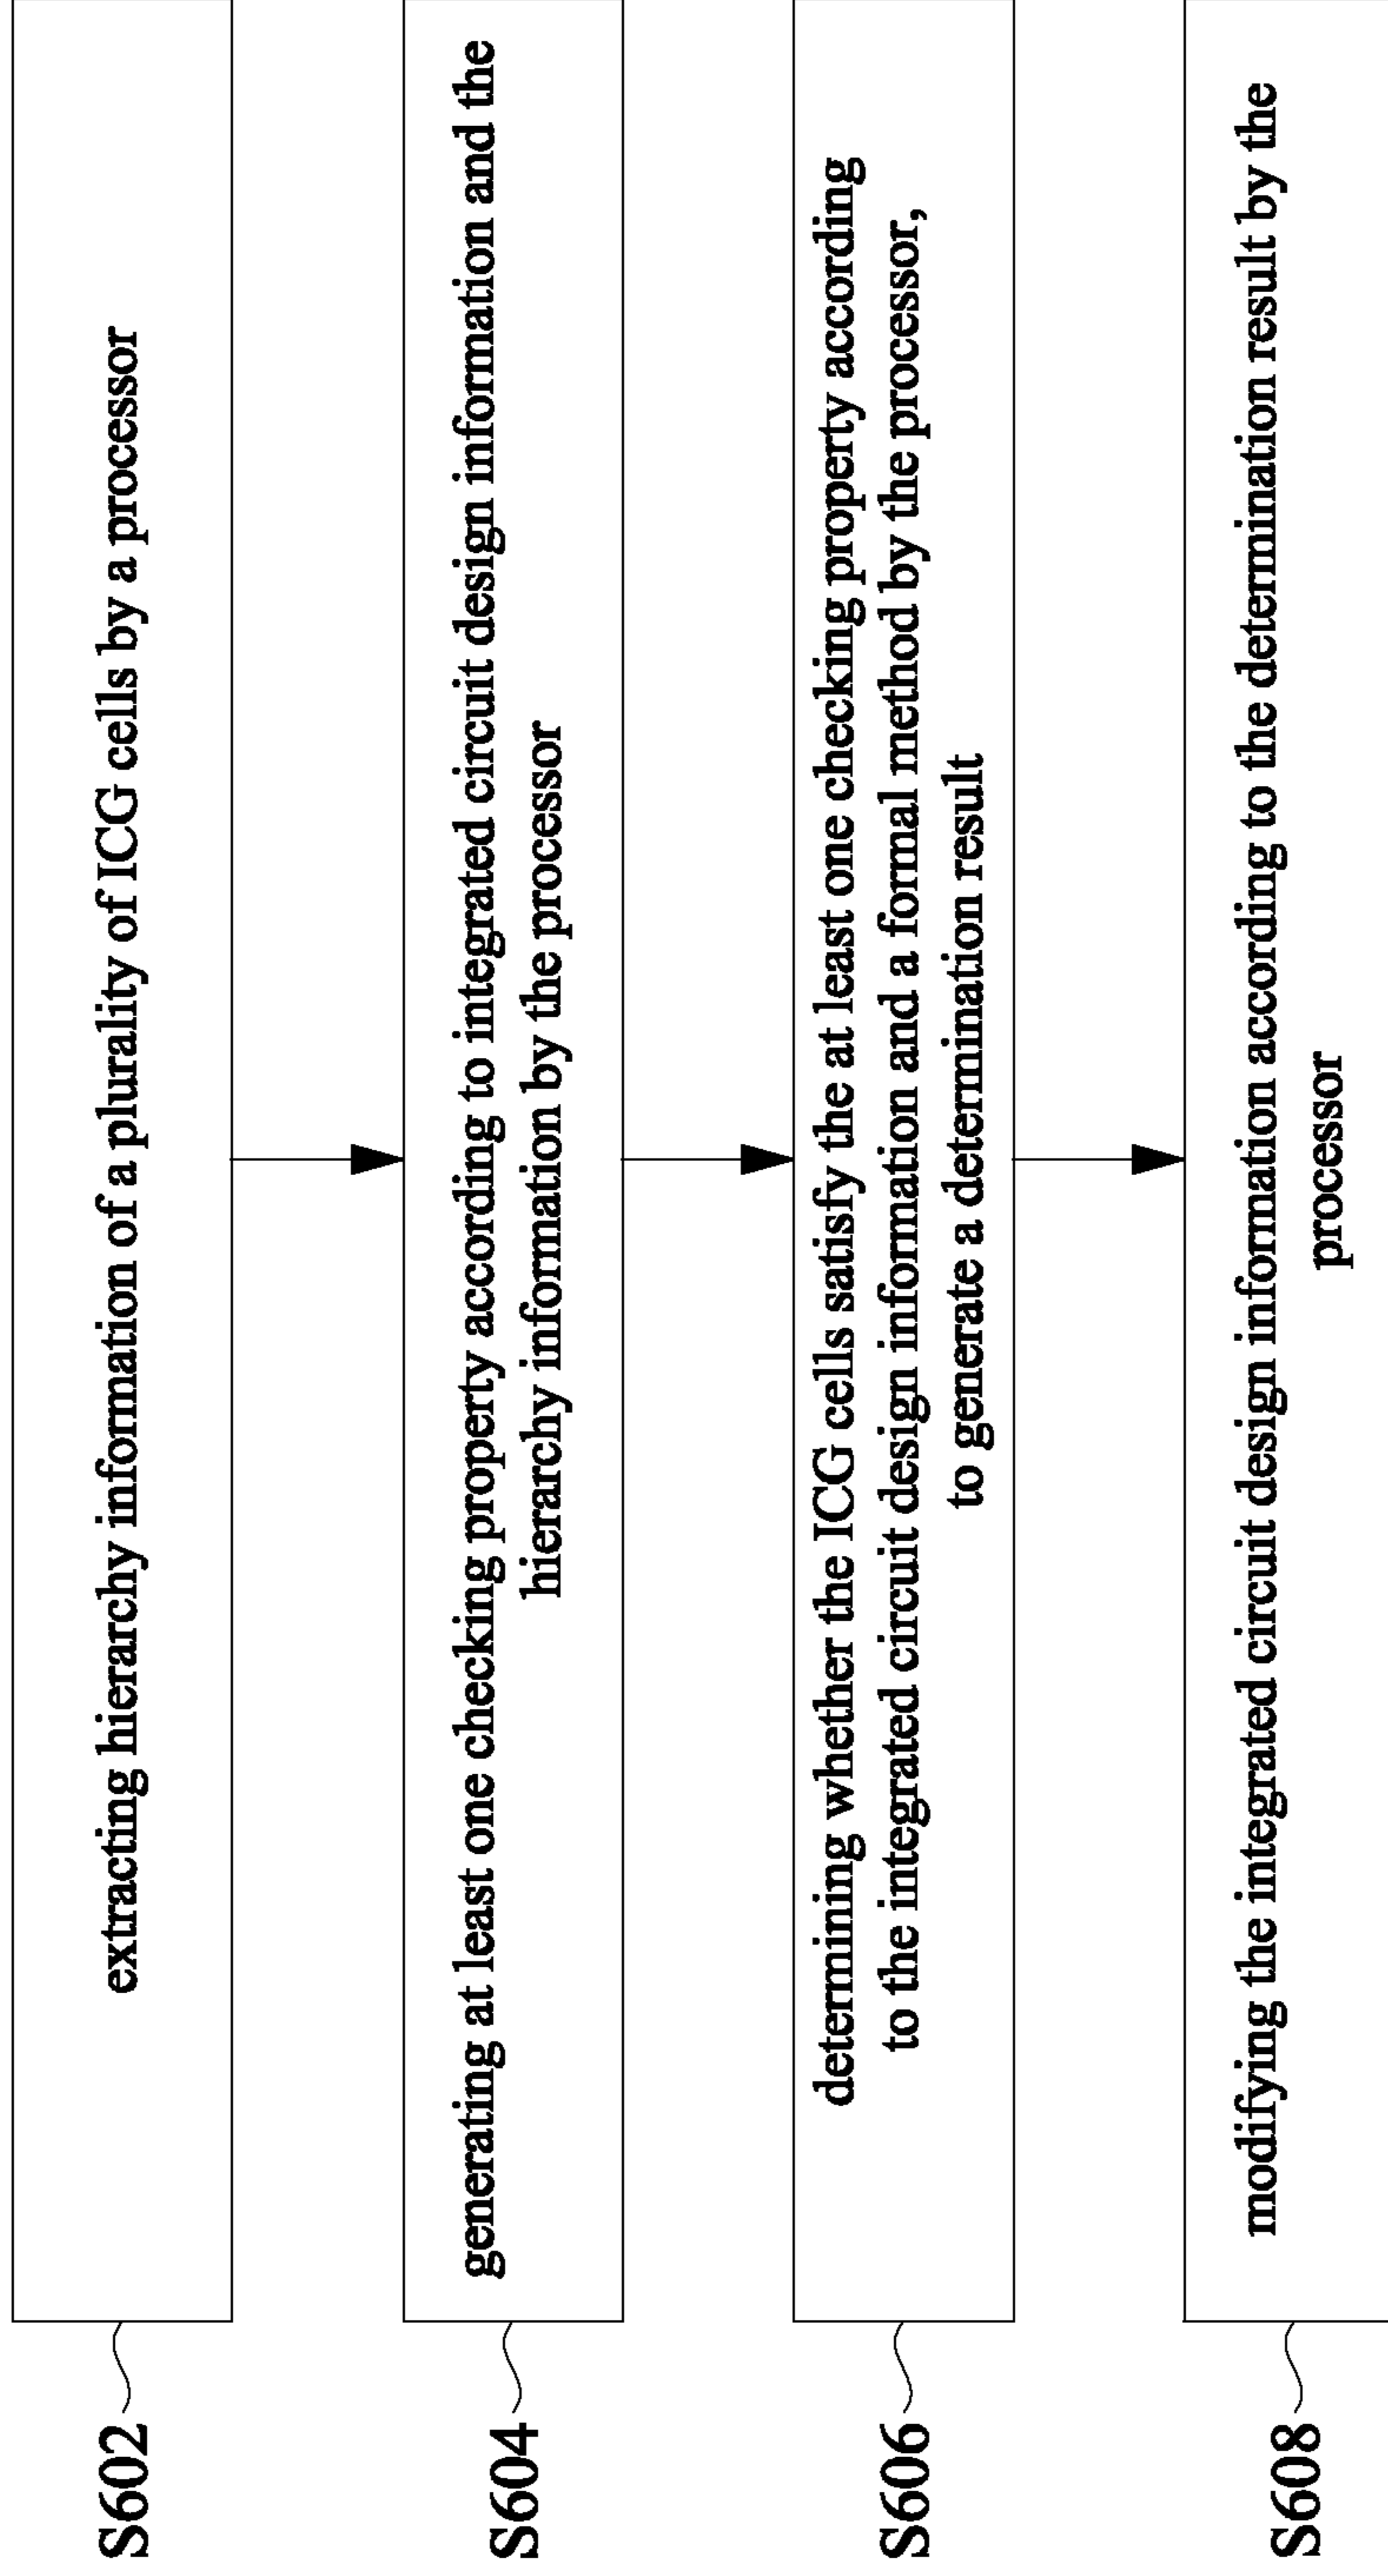 S602
extracting hierarchy information of a plurality of ICG cells by a processor
S604
generating at least one checking property according to integrated circuit design information and the
hierarchy information by the processor
S606
determining whether the ICG cells satisfy the at least one checking property according
to the integrated circuit design information and a formal method by the processor,
to generate a determination result
S608
modifying the integrated circuit design information according to the determination result by the
processor